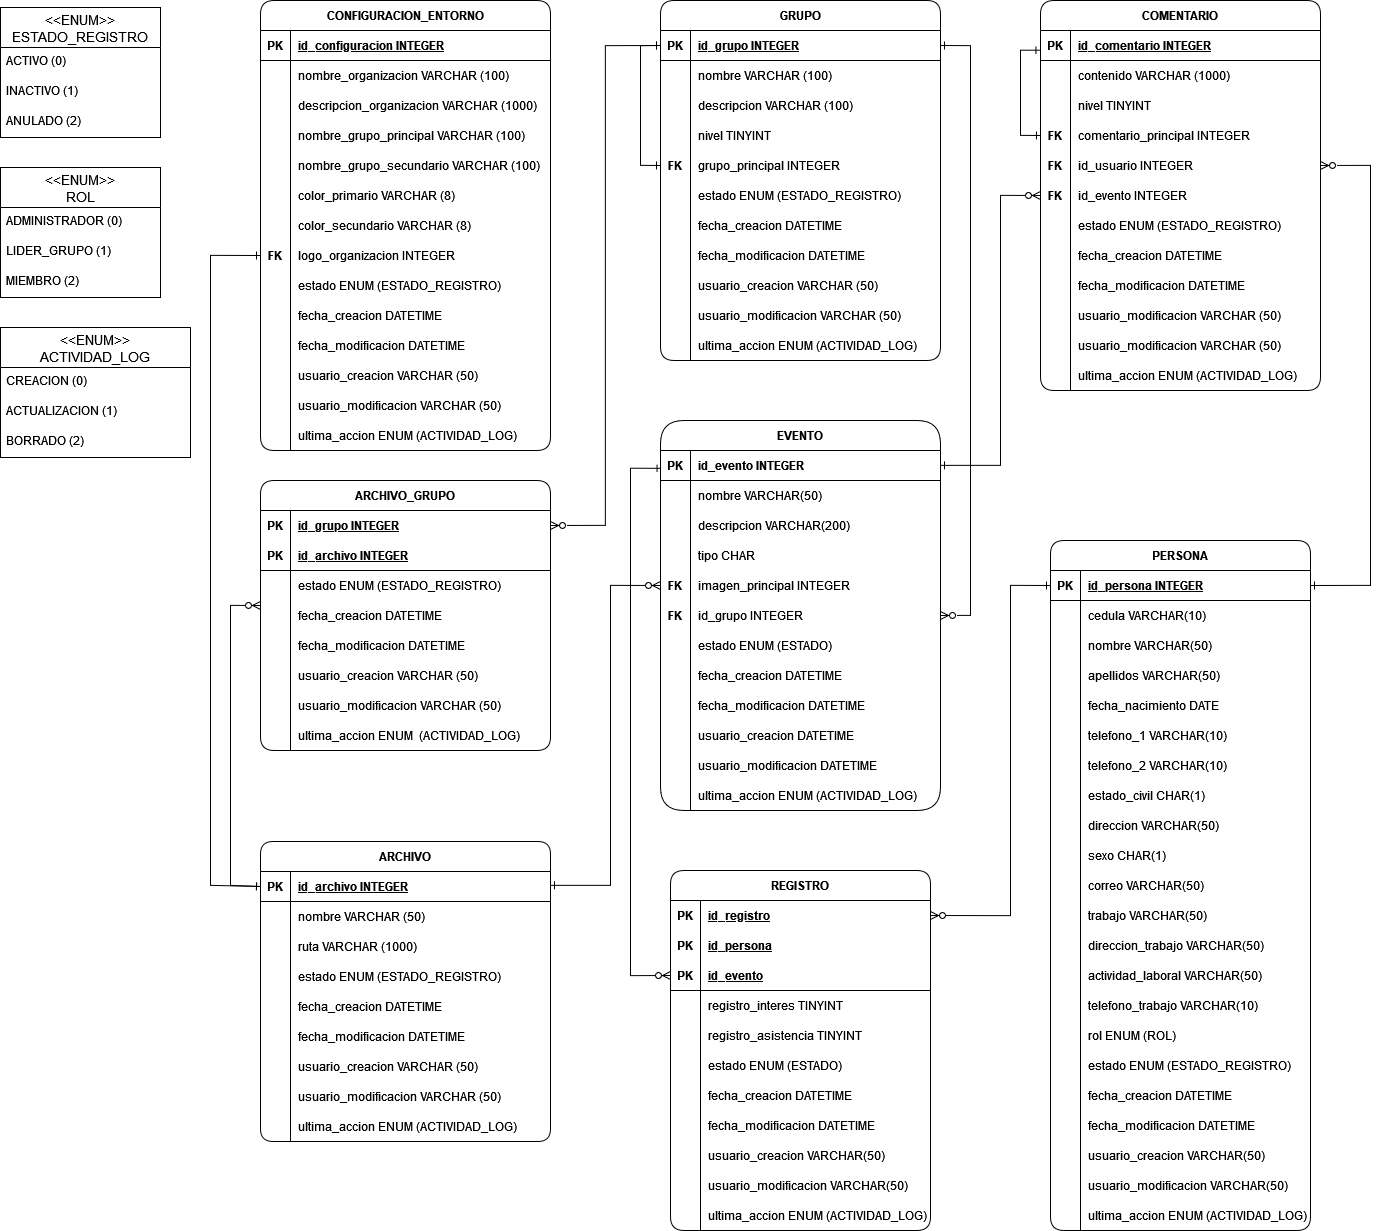 <<ENUM>>
ESTADO_REGISTRO
ACTIVO (0)
INACTIVO (1)
ANULADO (2)
<<ENUM>>
ROL
ADMINISTRADOR (0)
LIDER_GRUPO (1)
MIEMBRO (2)
<<ENUM>>
ACTIVIDAD_LOG
CREACION (0)
ACTUALIZACION (1)
BORRADO (2)
CONFIGURACION_ENTORNO
PK id_configuracion INTEGER
nombre_organizacion VARCHAR (100)
descripcion_organizacion VARCHAR (1000)
nombre_grupo_principal VARCHAR (100)
nombre_grupo_secundario VARCHAR (100)
color_primario VARCHAR (8)
color_secundario VARCHAR (8)
FK logo_organizacion INTEGER
estado ENUM (ESTADO_REGISTRO)
fecha_creacion DATETIME
fecha_modificacion DATETIME
usuario_creacion VARCHAR (50)
usuario_modificacion VARCHAR (50)
ultima_accion ENUM (ACTIVIDAD_LOG)
ARCHIVO_GRUPO
PK id_grupo INTEGER
PK id_archivo INTEGER
estado ENUM (ESTADO_REGISTRO)
fecha_creacion DATETIME
fecha_modificacion DATETIME
usuario_creacion VARCHAR (50)
usuario_modificacion VARCHAR (50)
ultima_accion ENUM (ACTIVIDAD_LOG)
ARCHIVO
PK id_archivo INTEGER
nombre VARCHAR (50)
ruta VARCHAR (1000)
estado ENUM (ESTADO_REGISTRO)
fecha_creacion DATETIME
fecha_modificacion DATETIME
usuario_creacion VARCHAR (50)
usuario_modificacion VARCHAR (50)
ultima_accion ENUM (ACTIVIDAD_LOG)
GRUPO
PK id_grupo INTEGER
nombre VARCHAR (100)
descripcion VARCHAR (100)
nivel TINYINT
FK grupo_principal INTEGER
estado ENUM (ESTADO_REGISTRO)
fecha_creacion DATETIME
fecha_modificacion DATETIME
usuario_creacion VARCHAR (50)
usuario_modificacion VARCHAR (50)
ultima_accion ENUM (ACTIVIDAD_LOG)
EVENTO
PK id_evento INTEGER
nombre VARCHAR(50)
descripcion VARCHAR(200)
tipo CHAR
FK imagen_principal INTEGER
FK id_grupo INTEGER
estado ENUM (ESTADO)
fecha_creacion DATETIME
fecha_modificacion DATETIME
usuario_creacion DATETIME
usuario_modificacion DATETIME
ultima_accion ENUM (ACTIVIDAD_LOG)
REGISTRO
PK id_registro
PK id_persona
PK id_evento
registro_interes TINYINT
registro_asistencia TINYINT
estado ENUM (ESTADO)
fecha_creacion DATETIME
fecha_modificacion DATETIME
usuario_creacion VARCHAR(50)
usuario_modificacion VARCHAR(50)
ultima_accion ENUM (ACTIVIDAD_LOG)
COMENTARIO
PK id_comentario INTEGER
contenido VARCHAR (1000)
nivel TINYINT
FK comentario_principal INTEGER
FK id_usuario INTEGER
FK id_evento INTEGER
estado ENUM (ESTADO_REGISTRO)
fecha_creacion DATETIME
fecha_modificacion DATETIME
usuario_modificacion VARCHAR (50)
usuario_modificacion VARCHAR (50)
ultima_accion ENUM (ACTIVIDAD_LOG)
PERSONA
PK id_persona INTEGER
cedula VARCHAR(10)
nombre VARCHAR(50)
apellidos VARCHAR(50)
fecha_nacimiento DATE
telefono_1 VARCHAR(10)
telefono_2 VARCHAR(10)
estado_civil CHAR(1)
direccion VARCHAR(50)
sexo CHAR(1)
correo VARCHAR(50)
trabajo VARCHAR(50)
direccion_trabajo VARCHAR(50)
actividad_laboral VARCHAR(50)
telefono_trabajo VARCHAR(10)
rol ENUM (ROL)
estado ENUM (ESTADO_REGISTRO)
fecha_creacion DATETIME
fecha_modificacion DATETIME
usuario_creacion VARCHAR(50)
usuario_modificacion VARCHAR(50)
ultima_accion ENUM (ACTIVIDAD_LOG)